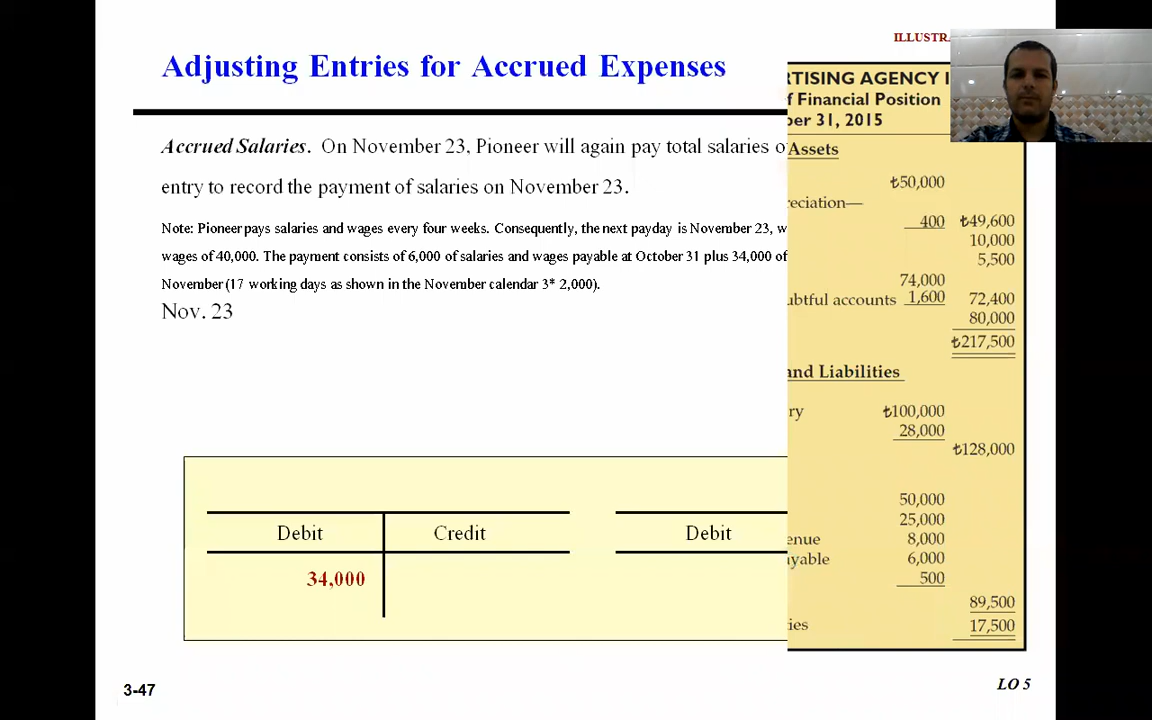 ILLUSTR
Adjusting Entries for Accrued Expenses
RTISING AGENCY I
f Financial Position
ber 31, 2015
Accrued Salaries. On November 23, Pioneer will again pay total salaries o
entry to record the payment of salaries on November 23.
Note: Pioneer pays salaries and wages every four weeks. Consequently, the next payday is November 23, w
wages of 40,000. The payment consists of 6,000 of salaries and wages payable at October 31 plus 34,000 of
November (17 working days as shown in the November calendar 3* 2,000).
Nov. 23
Assets
₺50,000
reciation—
400 ₺49,600
10,000
5,500
74,000
ubtful accounts 1,600 72,400
80,000
₺217,500
and Liabilities
ry ₺100,000
28,000
₺128,000
50,000
25,000
enue 8,000
ayable 6,000
500
89,500
ties 17,500
Debit Credit Debit
34,000
3-47
LO 5